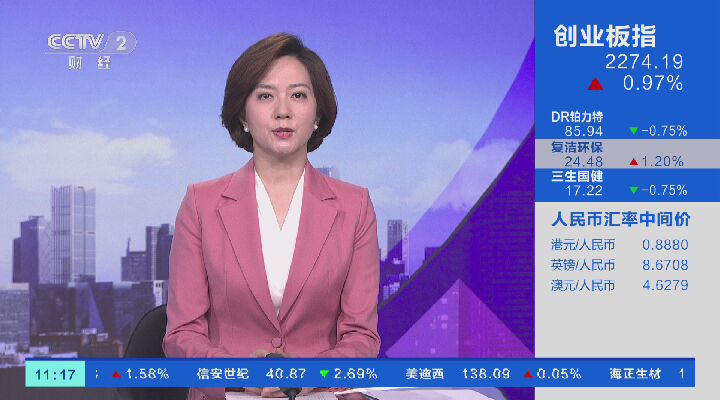 CCTV 2
财经
创业板指
2274.19
▲ 0.97%
DR铂力特
85.94 ▼-0.75%
复洁环保
24.48 ▲1.20%
三生国健
17.22 ▼-0.75%
人民币汇率中间价
港元/人民币 0.8880
英镑/人民币 8.6708
澳元/人民币 4.6279
11:17 ▲1.58% 信安世纪 40.87 ▼2.69% 美迪西 138.09 ▲0.05% 海正生材 1